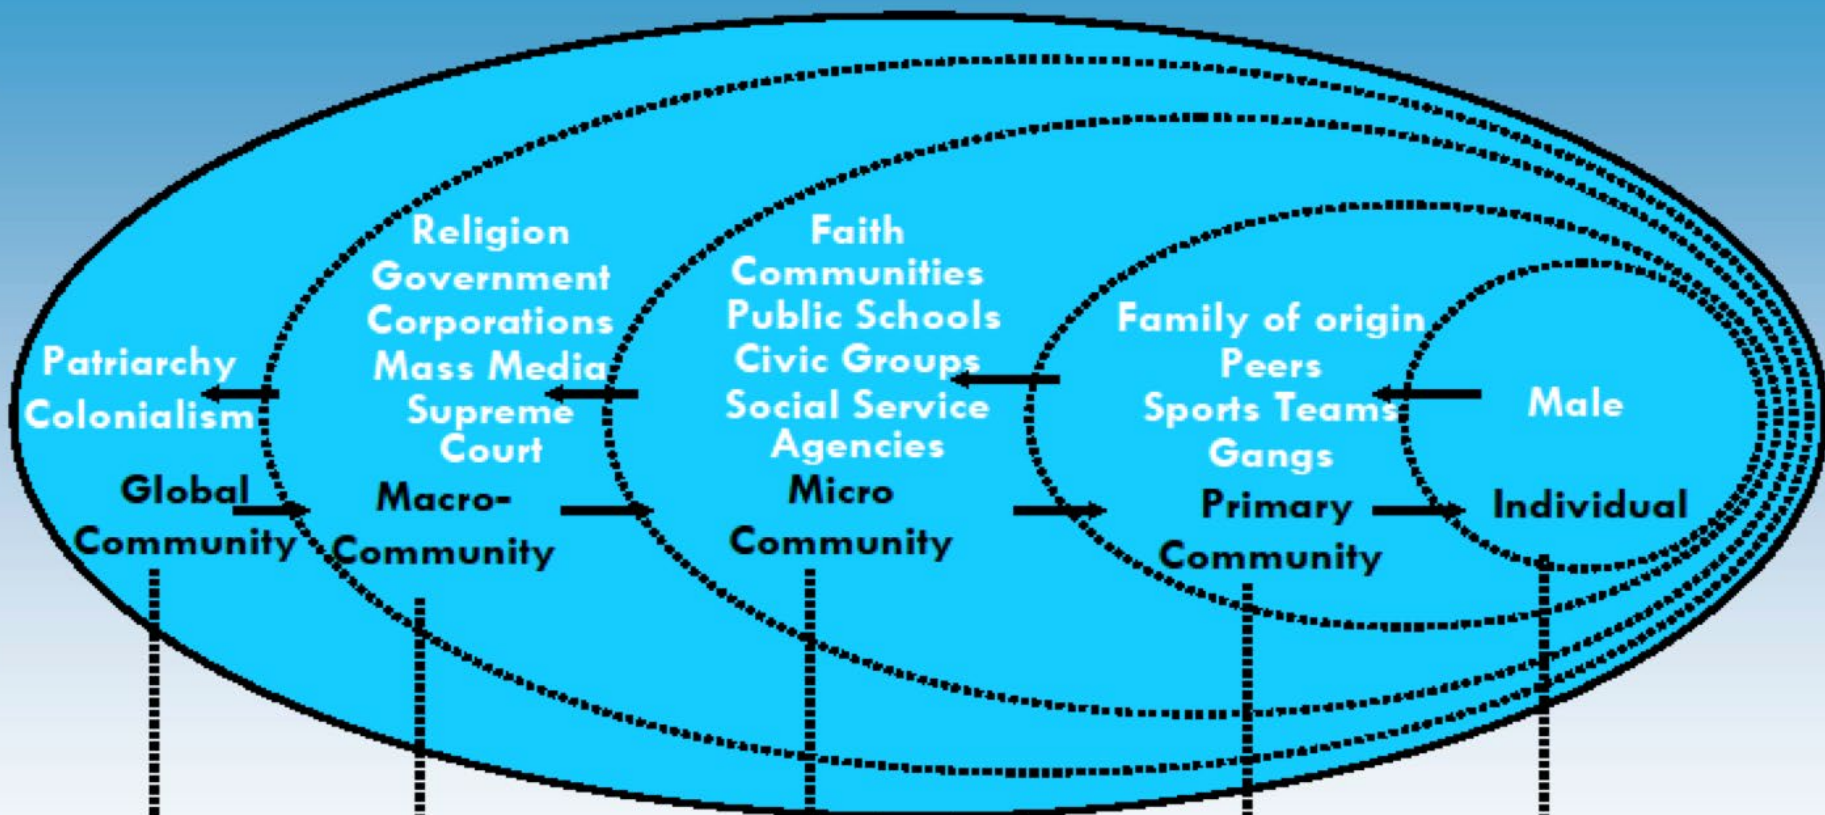 Patriarchy
Colonialism
Global
Community
Religion
Government
Corporations
Mass Media
Supreme
Court
Macro-
Community
Faith
Communities
Public Schools
Civic Groups
Social Service
Agencies
Micro
Community
Family of origin
Peers
Sports Teams
Gangs
Primary
Community
Male
Individual